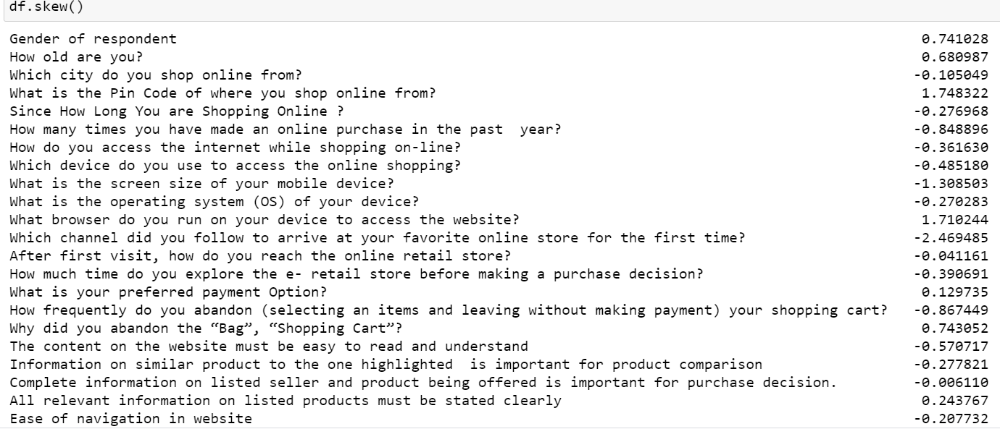 df.skew()
Gender of respondent 0.741028
How old are you? 0.680987
Which city do you shop online from? -0.105049
What is the Pin Code of where you shop online from? 1.748322
Since How Long You are Shopping Online ? -0.276968
How many times you have made an online purchase in the past  year? -0.848896
How do you access the internet while shopping on-line? -0.361630
Which device do you use to access the online shopping? -0.485180
What is the screen size of your mobile device? -1.308503
What is the operating system (OS) of your device? -0.270283
What browser do you run on your device to access the website? 1.710244
Which channel did you follow to arrive at your favorite online store for the first time? -2.469485
After first visit, how do you reach the online retail store? -0.041161
How much time do you explore the e- retail store before making a purchase decision? -0.390691
What is your preferred payment Option? 0.129735
How frequently do you abandon (selecting an items and leaving without making payment) your shopping cart? -0.867449
Why did you abandon the “Bag”, “Shopping Cart”? 0.743052
The content on the website must be easy to read and understand -0.570717
Information on similar product to the one highlighted  is important for product comparison -0.277821
Complete information on listed seller and product being offered is important for purchase decision. -0.006110
All relevant information on listed products must be stated clearly 0.243767
Ease of navigation in website -0.207732